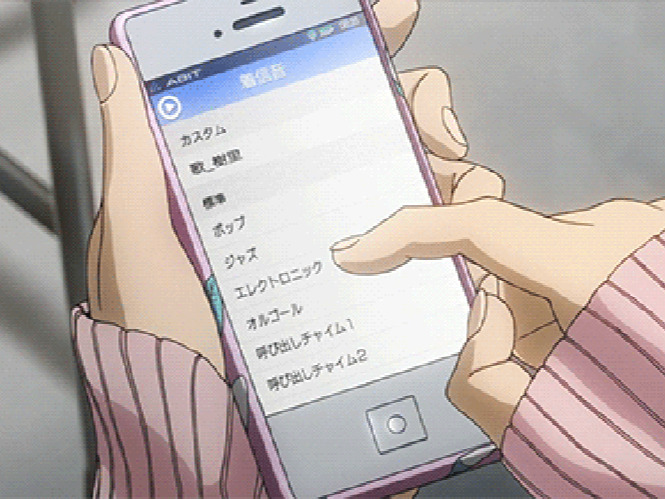 ABIT
着信音
カスタム
歌_樹里
標準
ポップ
ジャズ
エレクトロニック
オルゴール
呼び出しチャイム1
呼び出しチャイム2